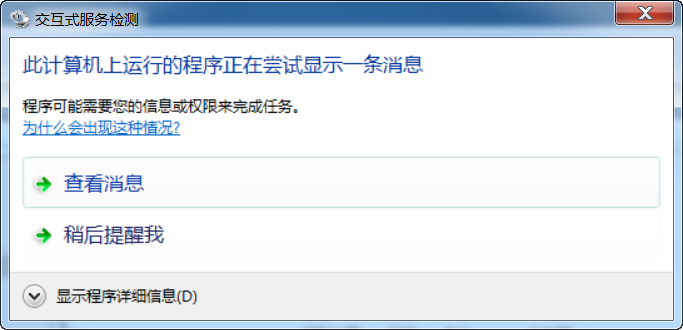 交互式服务检测
此计算机上运行的程序正在尝试显示一条消息
程序可能需要您的信息或权限来完成任务。
为什么会出现这种情况?
查看消息
稍后提醒我
显示程序详细信息(D)